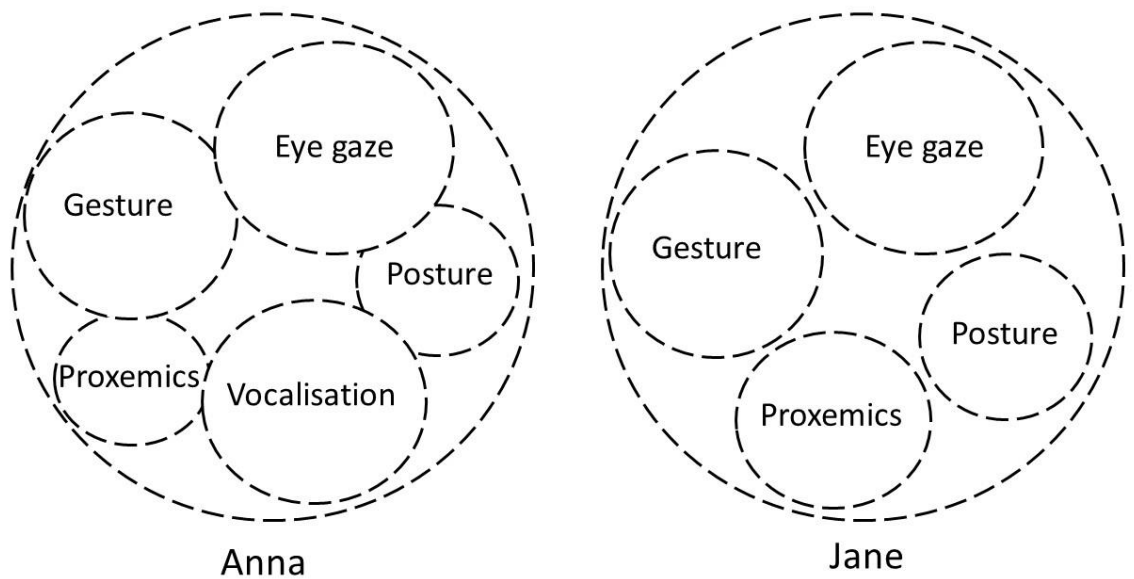 Eye gaze
Gesture
Posture
Proxemics
Vocalisation
Anna
Eye gaze
Gesture
Posture
Proxemics
Jane